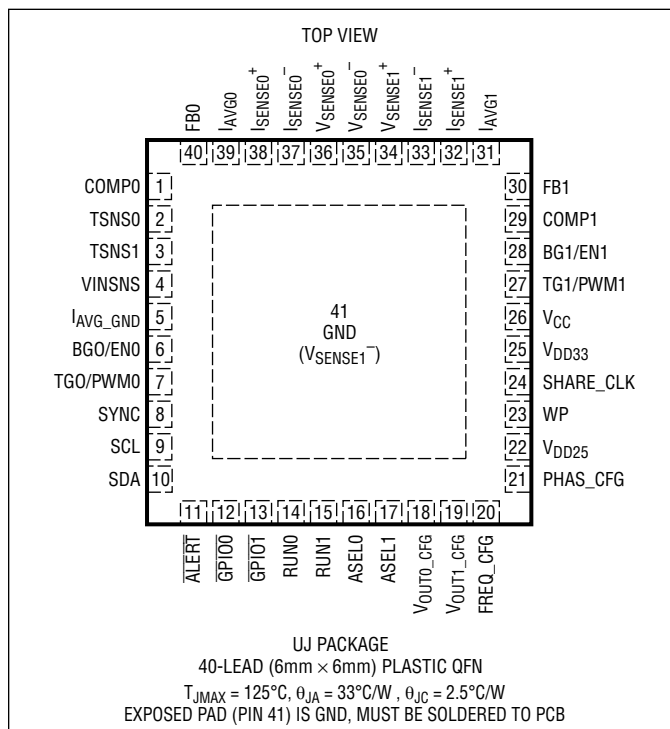 TOP VIEW
FB0
IAVG0
ISENSE0+
ISENSE0–
VSENSE0+
VSENSE0–
VSENSE1+
ISENSE1–
ISENSE1+
IAVG1
40 39 38 37 36 35 34 33 32 31
COMP0 1
TSNS0 2
TSNS1 3
VINSNS 4
IAVG_GND 5
BGO/EN0 6
TGO/PWM0 7
SYNC 8
SCL 9
SDA 10
41
GND
(VSENSE1–)
30 FB1
29 COMP1
28 BG1/EN1
27 TG1/PWM1
26 VCC
25 VDD33
24 SHARE_CLK
23 WP
22 VDD25
21 PHAS_CFG
11 12 13 14 15 16 17 18 19 20
ALERT
GPIO0
GPIO1
RUN0
RUN1
ASEL0
ASEL1
VOUT0_CFG
VOUT1_CFG
FREQ_CFG
UJ PACKAGE
40-LEAD (6mm × 6mm) PLASTIC QFN
TJMAX = 125°C, θJA = 33°C/W , θJC = 2.5°C/W
EXPOSED PAD (PIN 41) IS GND, MUST BE SOLDERED TO PCB